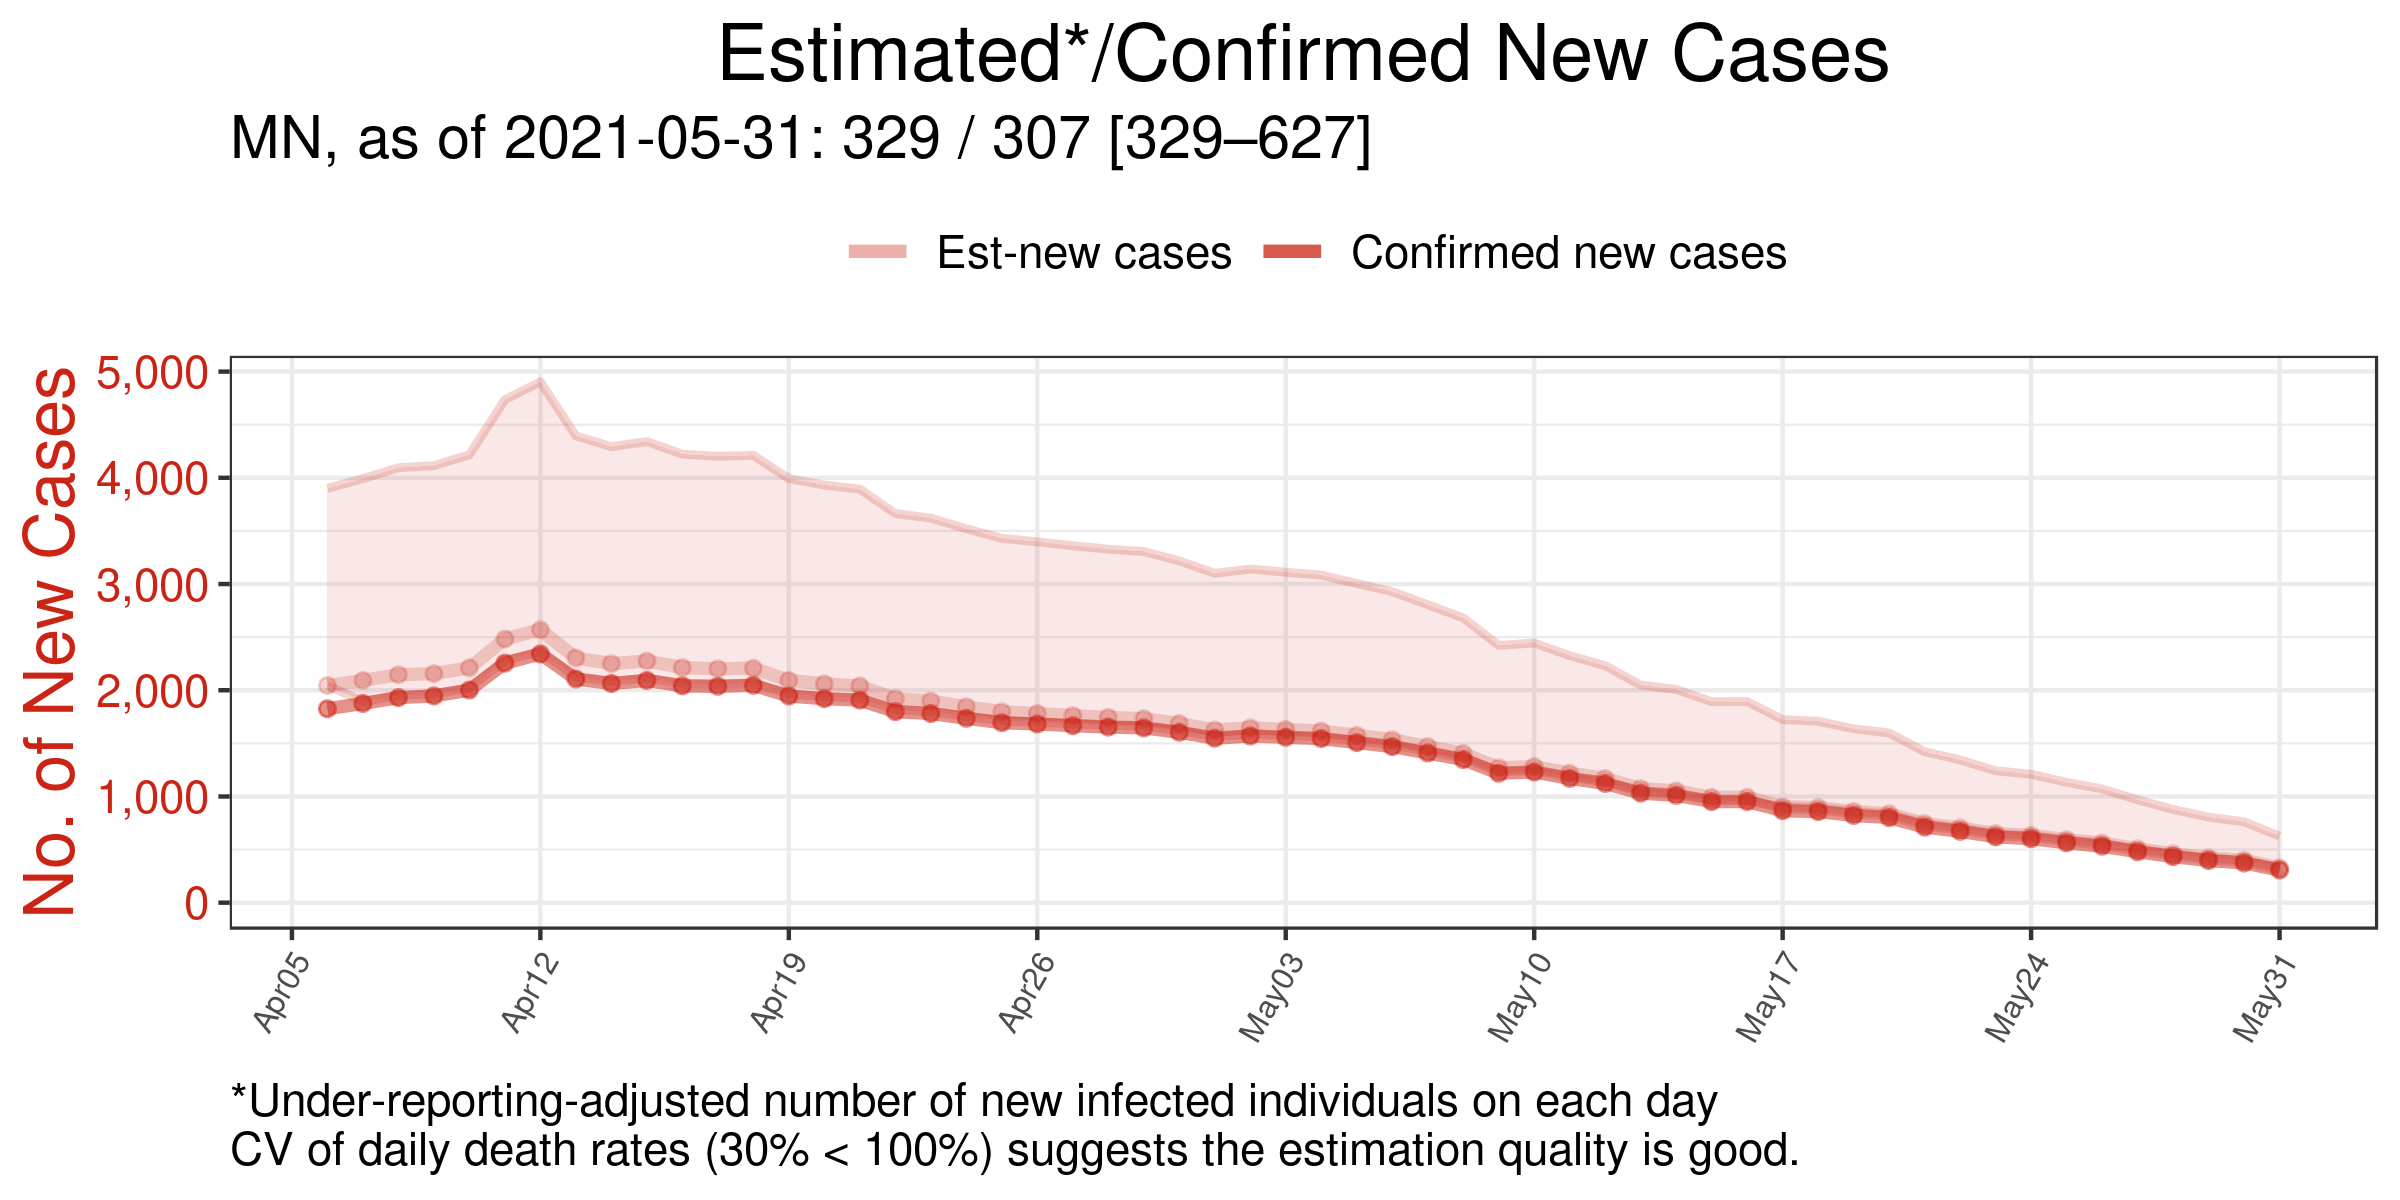 Estimated*/Confirmed New Cases
MN, as of 2021-05-31: 329 / 307 [329–627]
Est-new cases
Confirmed new cases
No. of New Cases
5,000
4,000
3,000
2,000
1,000
0
Apr05
Apr12
Apr19
Apr26
May03
May10
May17
May24
May31
*Under-reporting-adjusted number of new infected individuals on each day
CV of daily death rates (30% < 100%) suggests the estimation quality is good.